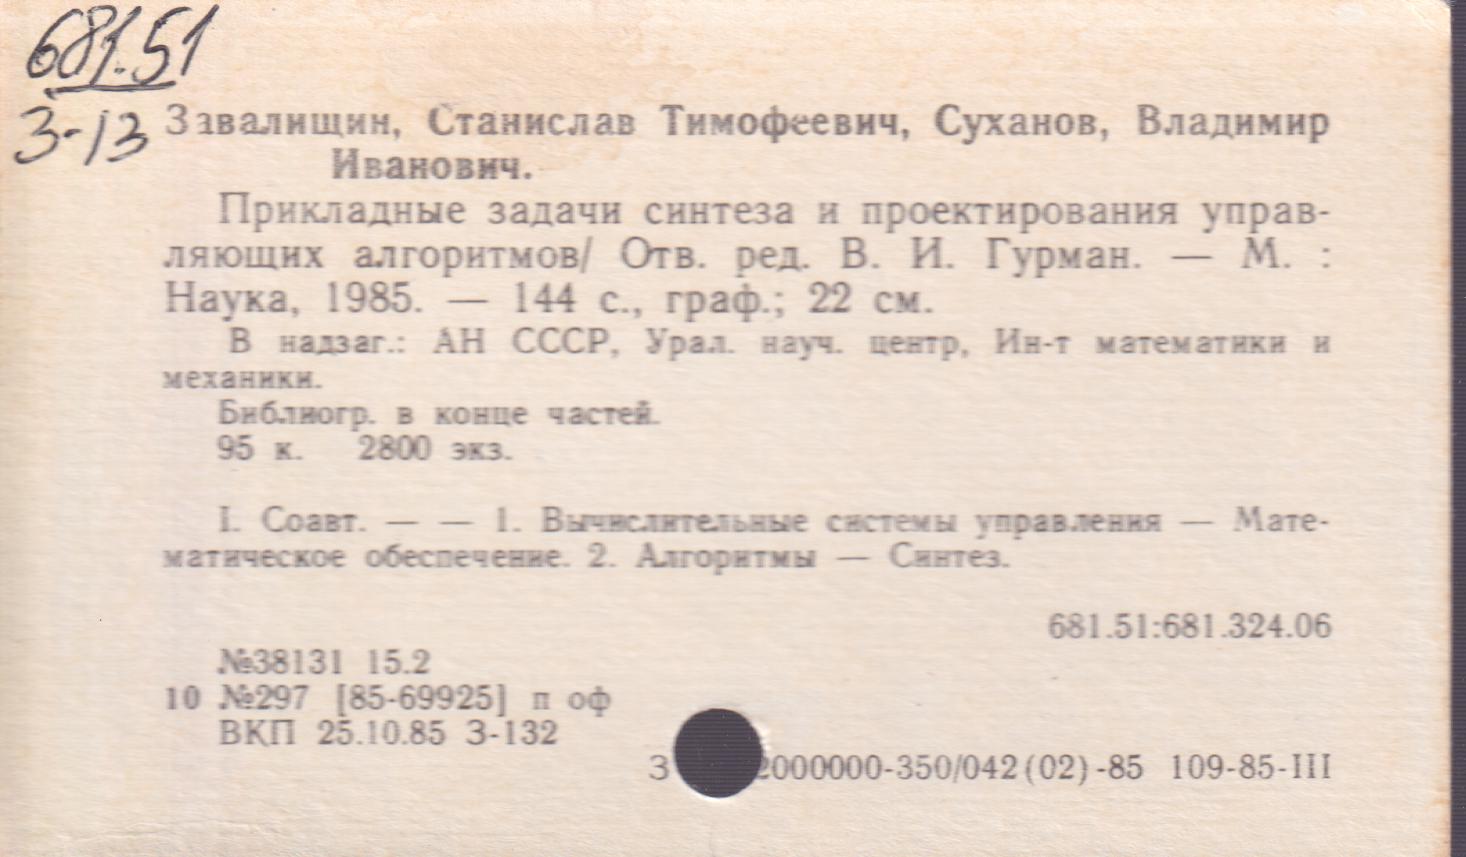 681.51
З-13
Завалищин, Станислав Тимофеевич, Суханов, Владимир
Иванович.
Прикладные задачи синтеза и проектирования управ-
ляющих алгоритмов/ Отв. ред. В. И. Гурман. — М. :
Наука, 1985. — 144 с., граф.; 22 см.
В надзаг.: АН СССР, Урал. науч. центр, Ин-т математики и
механики.
Библиогр. в конце частей.
95 к. 2800 экз.
I. Соавт. — — 1. Вычислительные системы управления — Мате-
матическое обеспечение. 2. Алгоритмы — Синтез.
681.51:681.324.06
№38131 15.2
10 №297 [85-69925] п оф
ВКП 25.10.85 З-132
З 2000000-350/042(02)-85 109-85-III